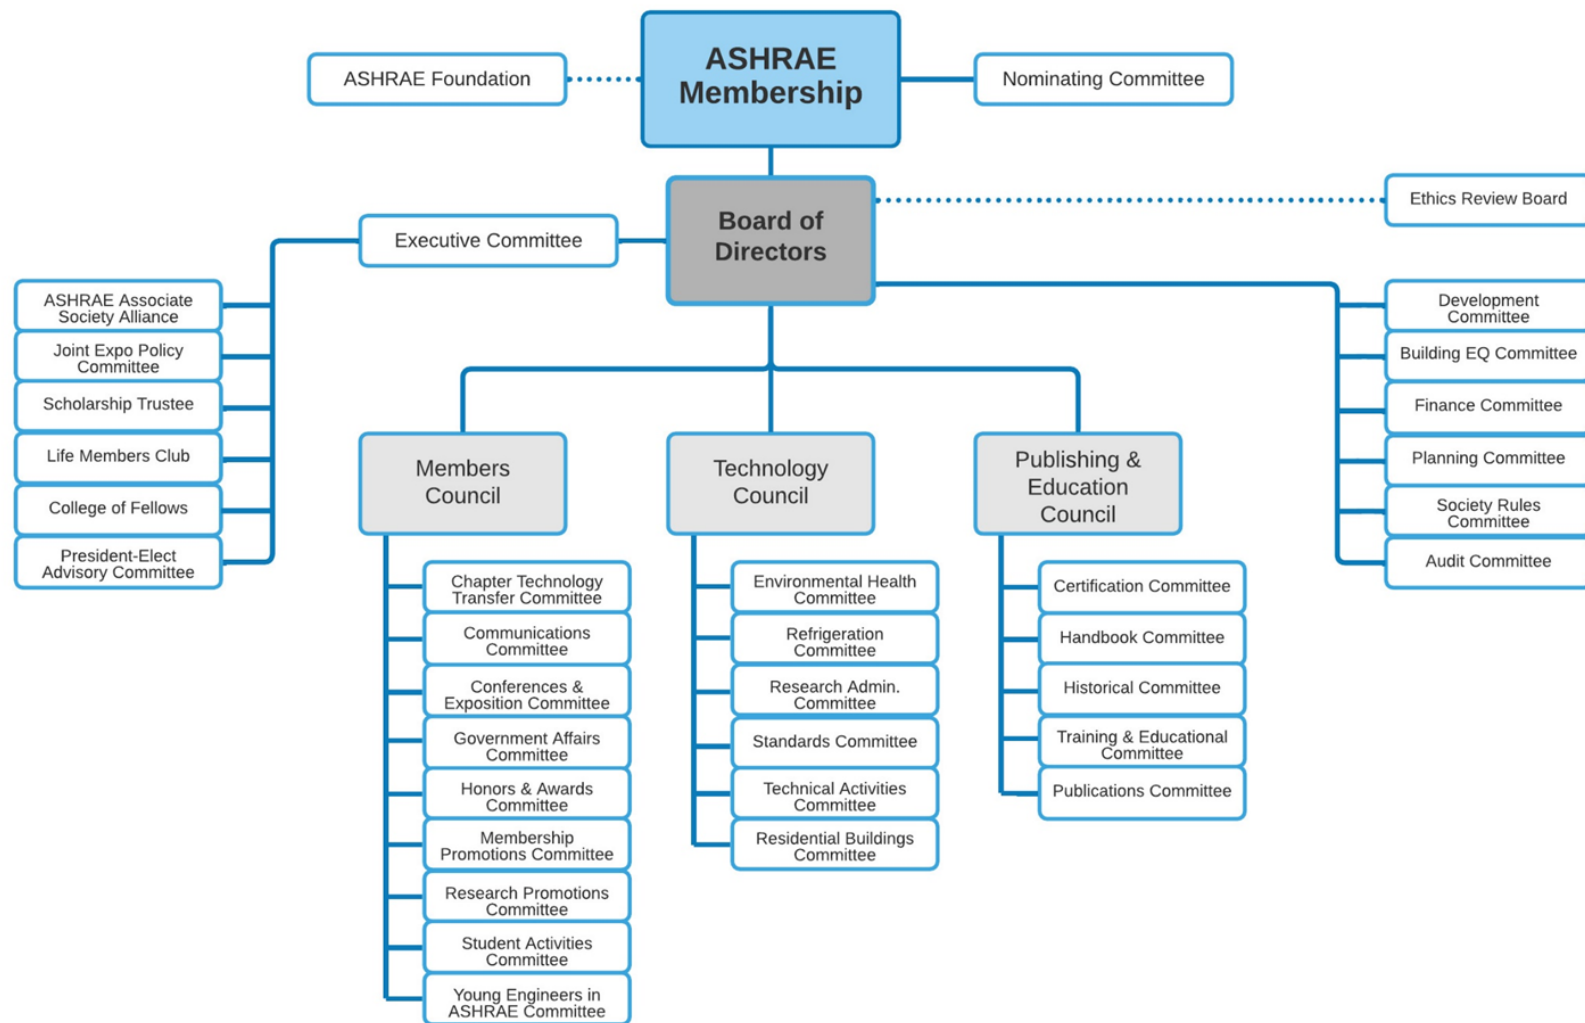 ASHRAE
Membership
ASHRAE Foundation
Nominating Committee
Board of
Directors
Ethics Review Board
Executive Committee
ASHRAE Associate
Society Alliance
Joint Expo Policy
Committee
Scholarship Trustee
Life Members Club
College of Fellows
President-Elect
Advisory Committee
Development
Committee
Building EQ Committee
Finance Committee
Planning Committee
Society Rules
Committee
Audit Committee
Members
Council
Chapter Technology
Transfer Committee
Communications
Committee
Conferences &
Exposition Committee
Government Affairs
Committee
Honors & Awards
Committee
Membership
Promotions Committee
Research Promotions
Committee
Student Activities
Committee
Young Engineers in
ASHRAE Committee
Technology
Council
Environmental Health
Committee
Refrigeration
Committee
Research Admin.
Committee
Standards Committee
Technical Activities
Committee
Residential Buildings
Committee
Publishing &
Education
Council
Certification Committee
Handbook Committee
Historical Committee
Training & Educational
Committee
Publications Committee